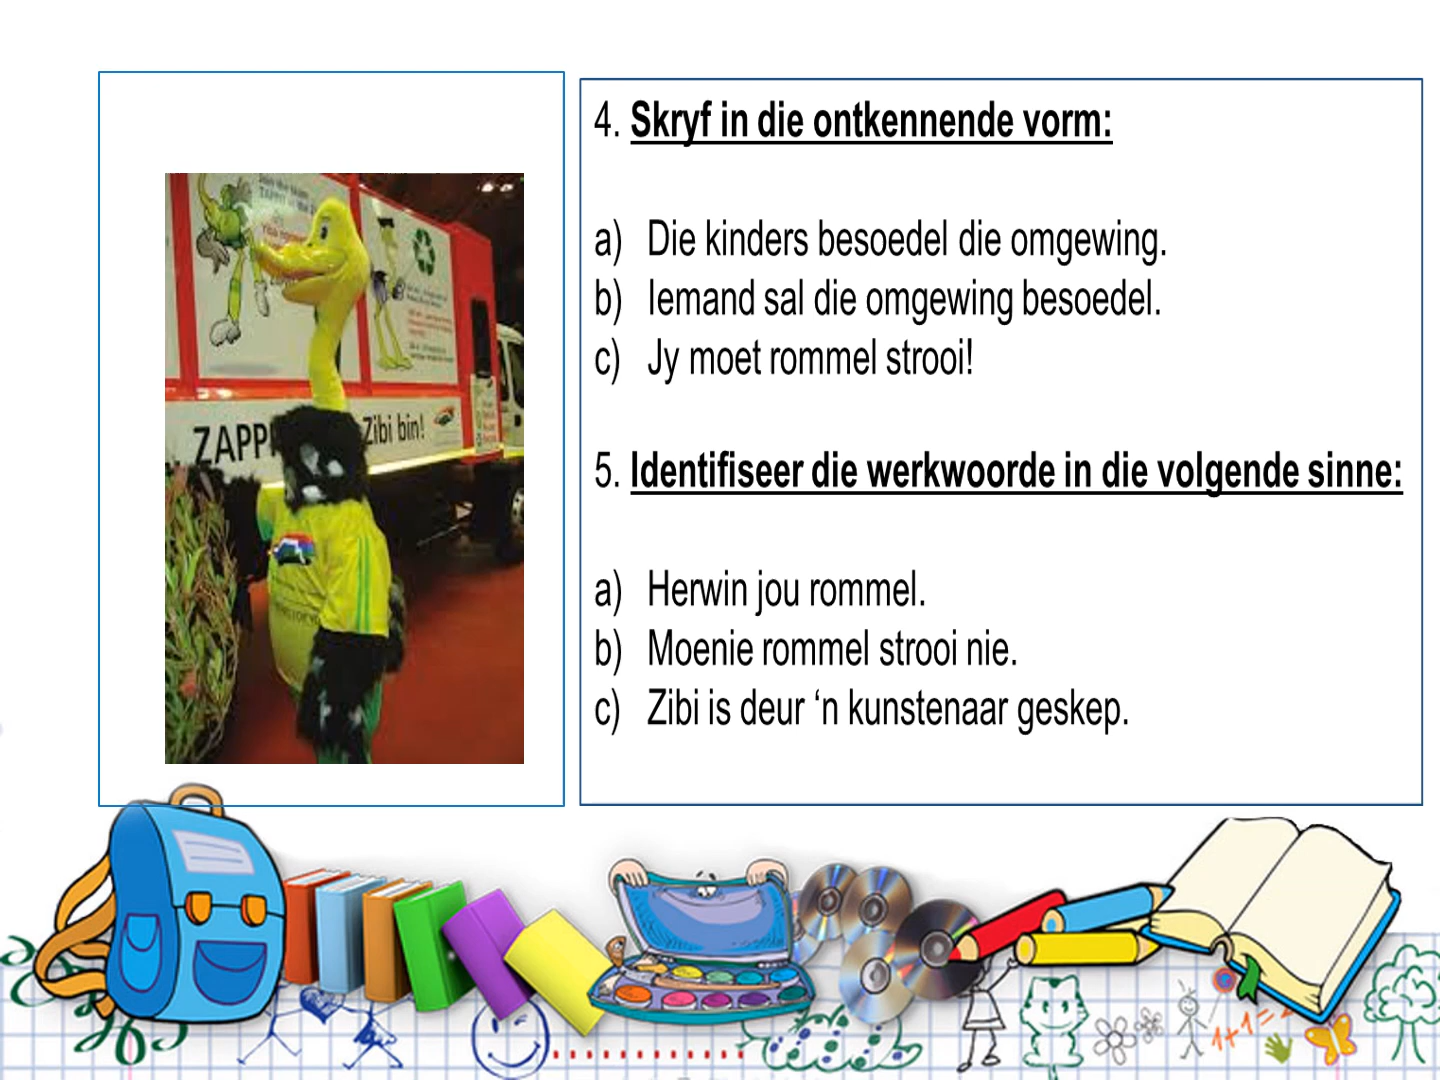 4. Skryf in die ontkennende vorm:
a) Die kinders besoedel die omgewing.
b) Iemand sal die omgewing besoedel.
c) Jy moet rommel strooi!
5. Identifiseer die werkwoorde in die volgende sinne:
a) Herwin jou rommel.
b) Moenie rommel strooi nie.
c) Zibi is deur ‘n kunstenaar geskep.
ZAPP Zibi bin!
1+1=